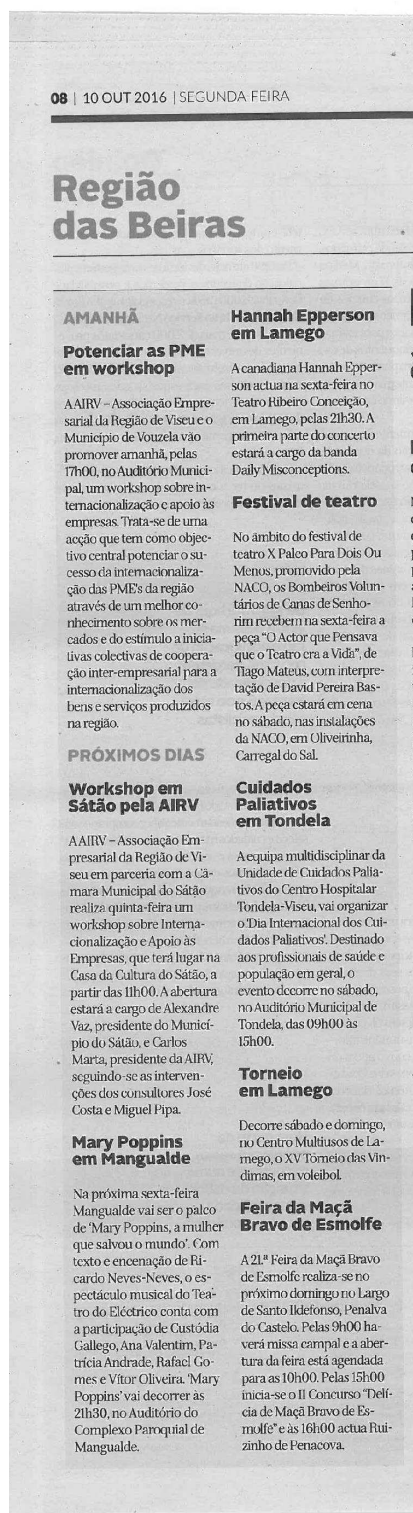 08 | 10 OUT 2016 | SEGUNDA-FEIRA
Região
das Beiras
AMANHÃ
Potenciar as PME
em workshop
A AIRV – Associação Empre-
sarial da Região de Viseu e o
Município de Vouzela vão
promover amanhã, pelas
17h00, no Auditório Munici-
pal, um workshop sobre in-
ternacionalização e apoio às
empresas. Trata-se de uma
acção que tem como objec-
tivo central potenciar o su-
cesso da internacionaliza-
ção das PME's da região
através de um melhor co-
nhecimento sobre os mer-
cados e do estímulo a inicia-
tivas colectivas de coopera-
ção inter-empresarial para a
internacionalização dos
bens e serviços produzidos
na região.
PRÓXIMOS DIAS
Workshop em
Sátão pela AIRV
A AIRV – Associação Em-
presarial da Região de Vi-
seu em parceria com a Câ-
mara Municipal do Sátão
realiza quinta-feira um
workshop sobre Interna-
cionalização e Apoio às
Empresas, que terá lugar na
Casa da Cultura do Sátão, a
partir das 11h00. A abertura
estará a cargo de Alexandre
Vaz, presidente do Municí-
pio do Sátão, e Carlos
Marta, presidente da AIRV,
seguindo-se as interven-
ções dos consultores José
Costa e Miguel Pipa.
Mary Poppins
em Mangualde
Na próxima sexta-feira
Mangualde vai ser o palco
de 'Mary Poppins, a mulher
que salvou o mundo'. Com
texto e encenação de Ri-
cardo Neves-Neves, o es-
pectáculo musical do Tea-
tro do Eléctrico conta com
a participação de Custódia
Gallego, Ana Valentim, Pa-
trícia Andrade, Rafael Go-
mes e Vítor Oliveira. 'Mary
Poppins' vai decorrer às
21h30, no Auditório do
Complexo Paroquial de
Mangualde.
Hannah Epperson
em Lamego
A canadiana Hannah Epper-
son actua na sexta-feira no
Teatro Ribeiro Conceição,
em Lamego, pelas 21h30. A
primeira parte do concerto
estará a cargo da banda
Daily Misconceptions.
Festival de teatro
No âmbito do festival de
teatro X Palco Para Dois Ou
Menos, promovido pela
NACO, os Bombeiros Volun-
tários de Canas de Senho-
rim recebem na sexta-feira a
peça "O Actor que Pensava
que o Teatro era a Vida", de
Tiago Mateus, com interpre-
tação de David Pereira Bas-
tos. A peça estará em cena
no sábado, nas instalações
da NACO, em Oliveirinha,
Carregal do Sal.
Cuidados
Paliativos
em Tondela
A equipa multidisciplinar da
Unidade de Cuidados Palia-
tivos do Centro Hospitalar
Tondela-Viseu, vai organizar
o 'Dia Internacional dos Cui-
dados Paliativos'. Destinado
aos profissionais de saúde e
população em geral, o
evento decorre no sábado,
no Auditório Municipal de
Tondela, das 09h00 às
15h00.
Torneio
em Lamego
Decorre sábado e domingo,
no Centro Multiusos de La-
mego, o XV Torneio das Vin-
dimas, em voleibol.
Feira da Maçã
Bravo de Esmolfe
A 21.ª Feira da Maçã Bravo
de Esmolfe realiza-se no
próximo domingo no Largo
de Santo Ildefonso, Penalva
do Castelo. Pelas 9h00 ha-
verá missa campal e a aber-
tura da feira está agendada
para as 10h00. Pelas 15h00
inicia-se o II Concurso "Delí-
cia de Maçã Bravo de Es-
molfe" e às 16h00 actua Rui-
zinho de Penacova.